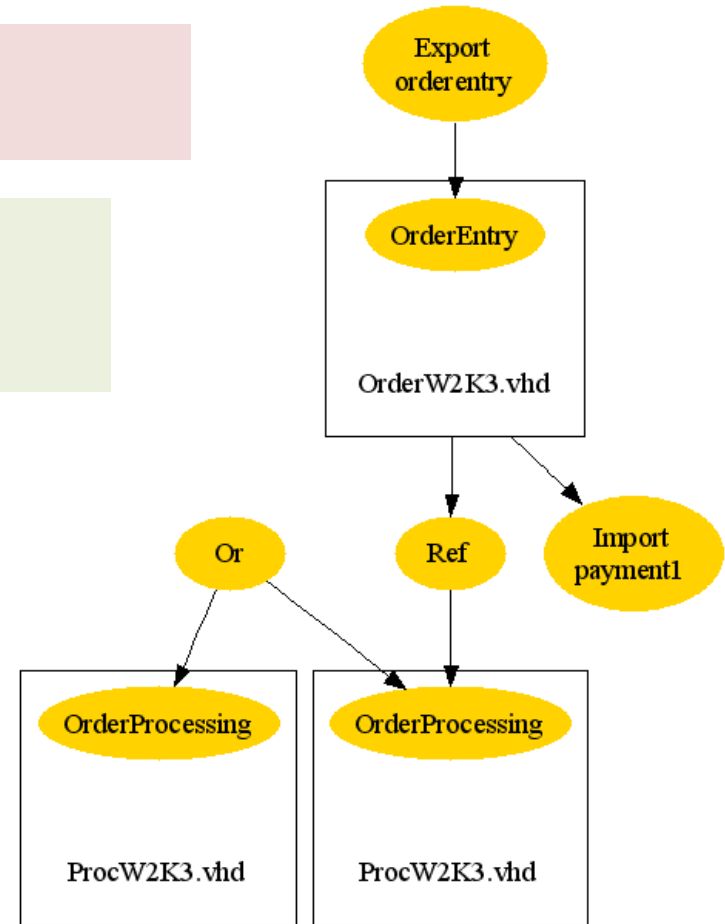 Export
orderentry
OrderEntry
OrderW2K3.vhd
Or
Ref
Import
payment1
OrderProcessing
OrderProcessing
ProcW2K3.vhd
ProcW2K3.vhd